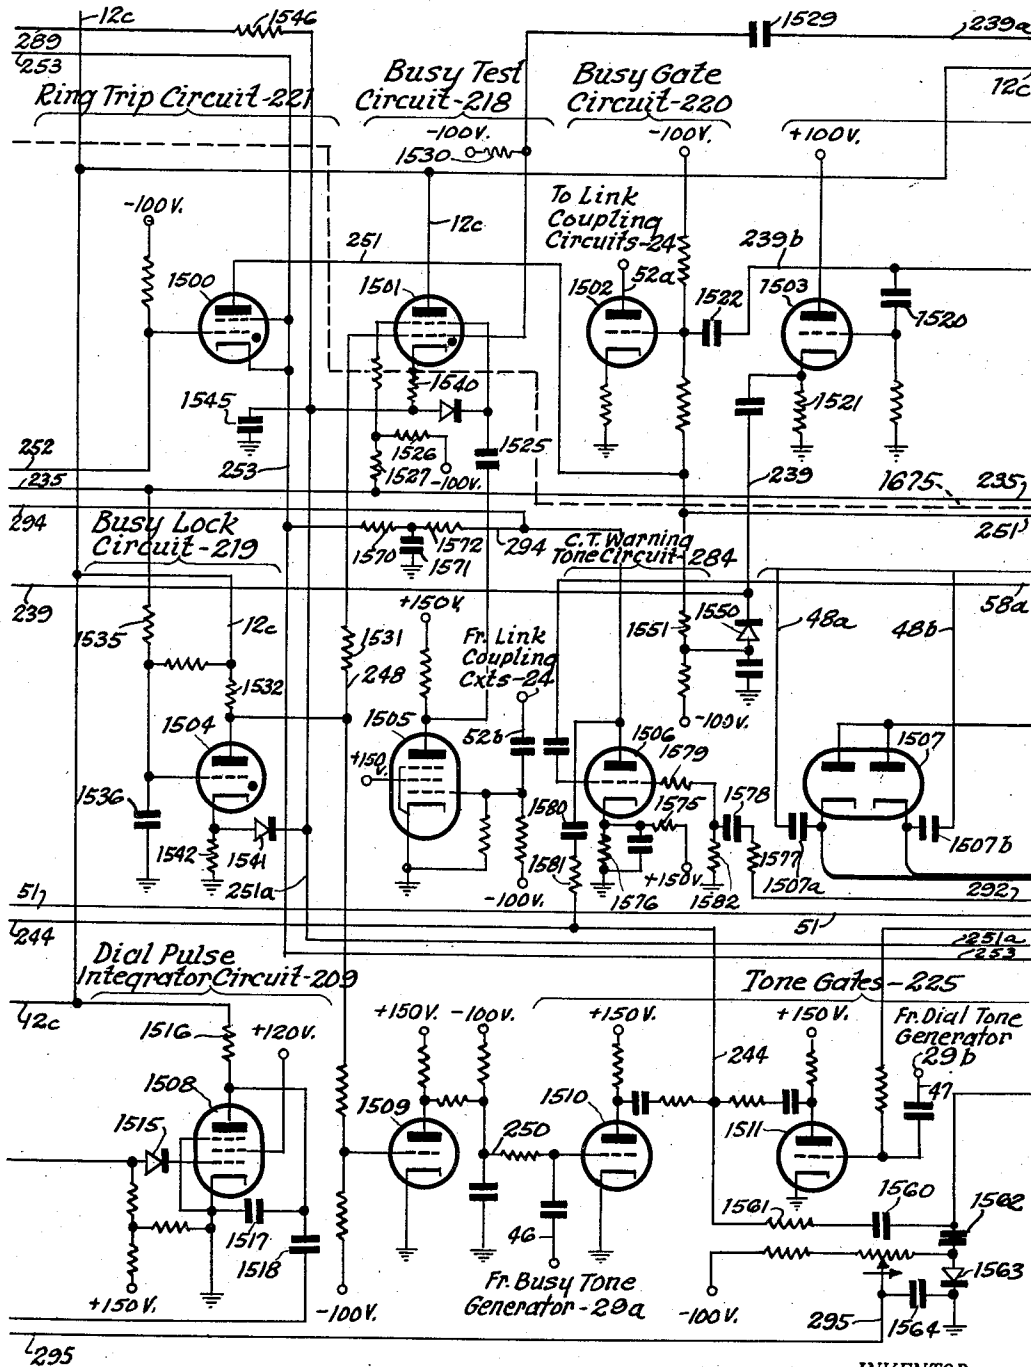 12c
1546
1529
289
239a
253
12c
Ring Trip Circuit-221
Busy Test
Circuit-218
Busy Gate
Circuit-220
-100V.
-100V.
+100V.
1530
-100V.
12c
To Link
Coupling
Circuits-24
251
239b
1500
1501
1502
52a
1522
1503
1520
1545
1540
1521
252
253
1526
1525
235
1527
-100V.
239
1675
235
294
251
Busy Lock
Circuit-219
1570
1572
294
C.T. Warning
Tone Circuit-284
1571
239
+150V.
58a
1535
12c
1531
Fr. Link
Coupling
Cxts-24
1551
1550
48a
48b
1532
248
1504
1505
52b
-100V.
1506
1507
+150
V.
1579
1536
1580
1575
1578
1542
1541
1581
1577
1507b
251a
-100V.
1576
+150V.
1582
1507a
292
51
51
244
251a
253
Dial Pulse
Integrator Circuit-209
Tone Gates-225
42c
1516
+120V.
+150V.
-100V.
+150V.
+150V.
Fr. Dial Tone
Generator
29b
244
47
1508
1509
1510
1511
1515
250
1561
1560
1562
1517
46
1518
1563
+150V.
-100V.
Fr. Busy Tone
Generator-29a
-100V.
295
1564
295
INVENTOR